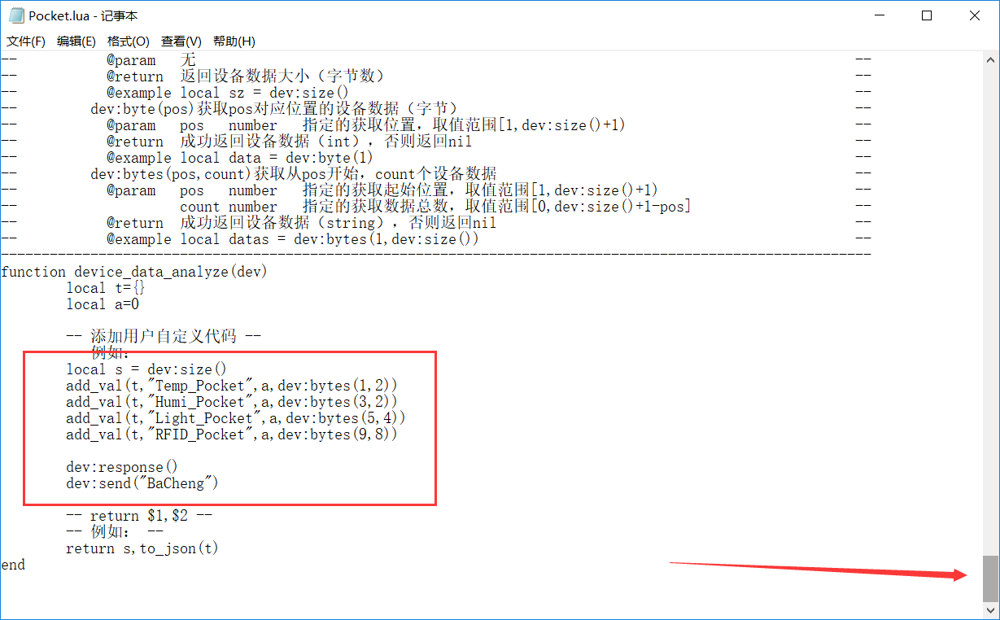 Pocket.lua - 记事本
文件(F) 编辑(E) 格式(O) 查看(V) 帮助(H)
-- @param 无 --
-- @return 返回设备数据大小（字节数） --
-- @example local sz = dev:size() --
-- dev:byte(pos)获取pos对应位置的设备数据（字节） --
-- @param pos number 指定的获取位置，取值范围[1,dev:size()+1) --
-- @return 成功返回设备数据（int），否则返回nil --
-- @example local data = dev:byte(1) --
-- dev:bytes(pos,count)获取从pos开始，count个设备数据 --
-- @param pos number 指定的获取起始位置，取值范围[1,dev:size()+1) --
-- count number 指定的获取数据总数，取值范围[0,dev:size()+1-pos] --
-- @return 成功返回设备数据（string），否则返回nil --
-- @example local datas = dev:bytes(1,dev:size()) --
-----------------------------------------------------------------------------------------------------------
function device_data_analyze(dev)
local t={}
local a=0
-- 添加用户自定义代码 --
例如：
local s = dev:size()
add_val(t,"Temp_Pocket",a,dev:bytes(1,2))
add_val(t,"Humi_Pocket",a,dev:bytes(3,2))
add_val(t,"Light_Pocket",a,dev:bytes(5,4))
add_val(t,"RFID_Pocket",a,dev:bytes(9,8))
dev:response()
dev:send("BaCheng")
-- return $1,$2 --
-- 例如： --
return s,to_json(t)
end